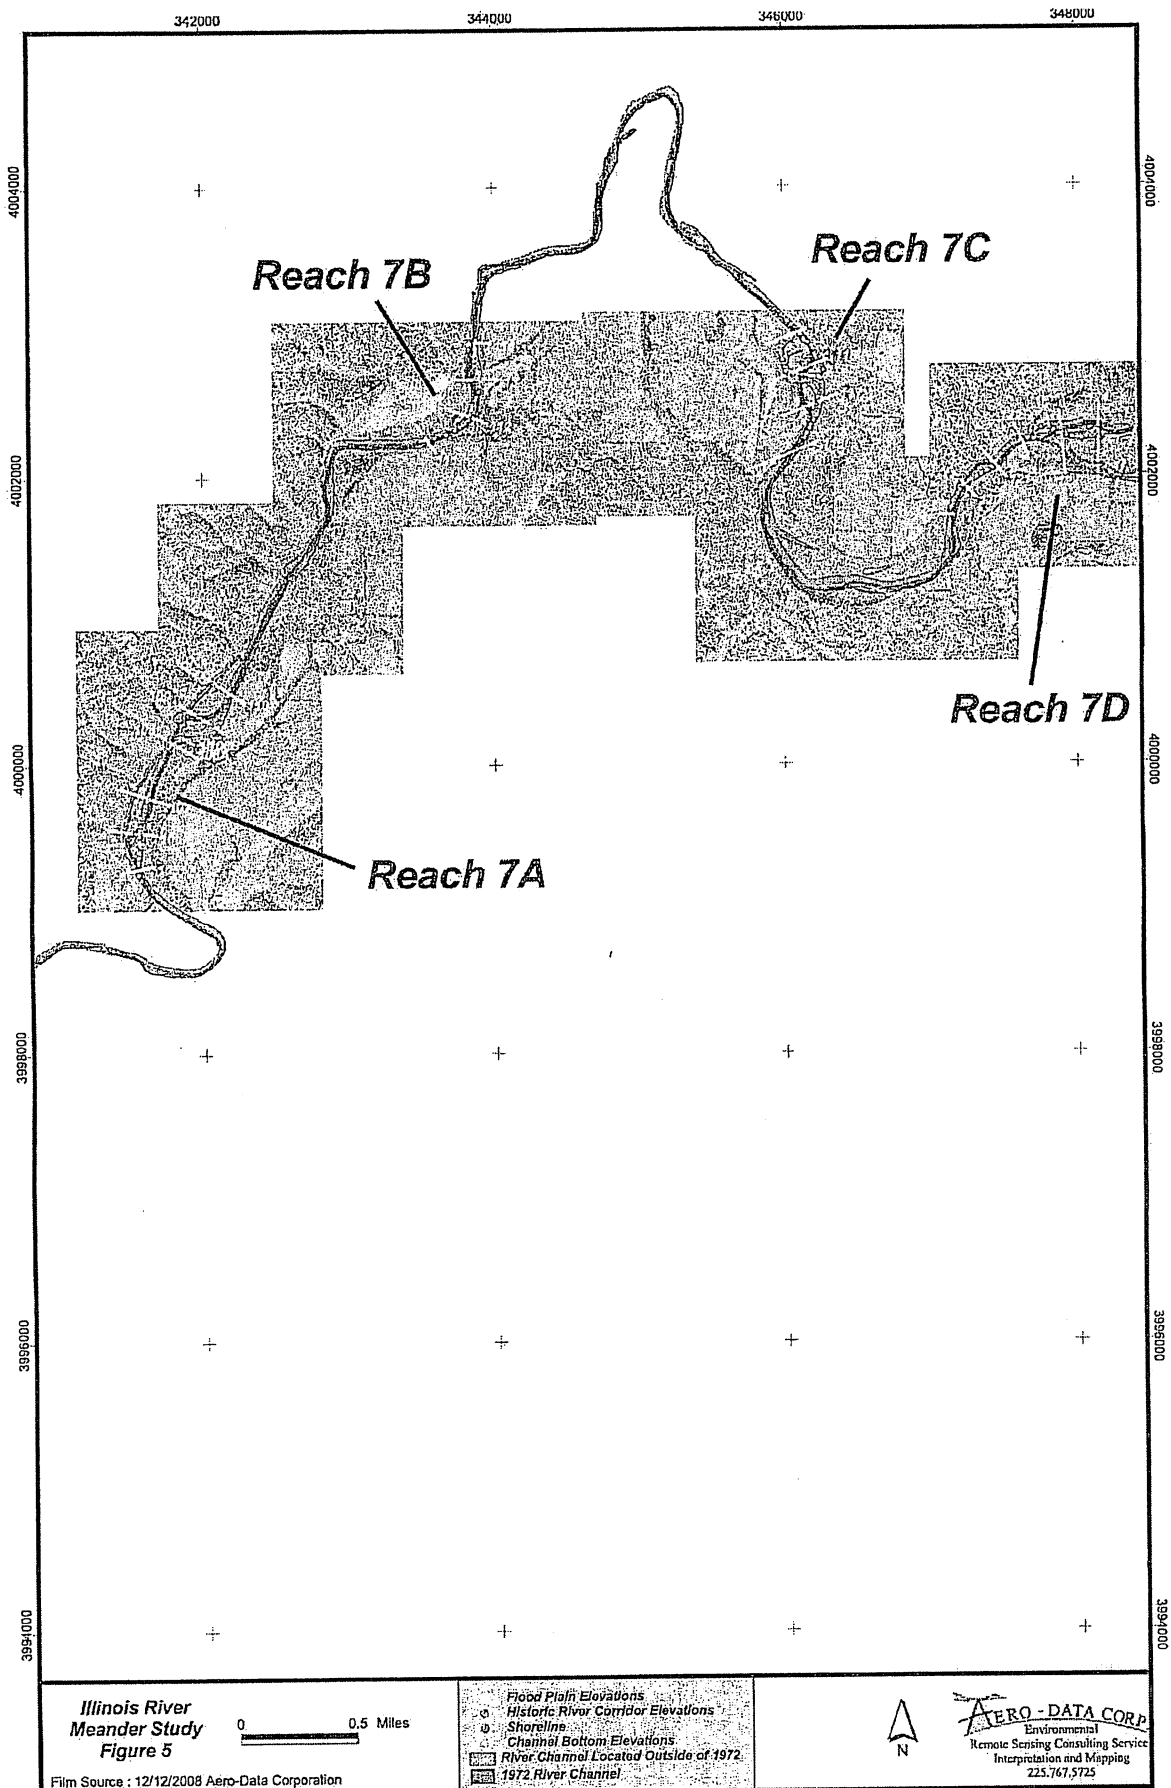 342000
344000
346000
348000
4004000
4004000
Reach 7B
Reach 7C
4002000
4002000
Reach 7D
4000000
4000000
Reach 7A
3998000
3998000
3996000
3996000
3994000
3994000
Illinois River
Meander Study
Figure 5
0 0.5 Miles
Film Source : 12/12/2008 Aero-Data Corporation
Flood Plain Elevations
Historic River Corridor Elevations
Shoreline
Channel Bottom Elevations
River Channel Located Outside of 1972
1972 River Channel
N
AERO - DATA CORP
Environmental
Remote Sensing Consulting Service
Interpretation and Mapping
225.767.5725